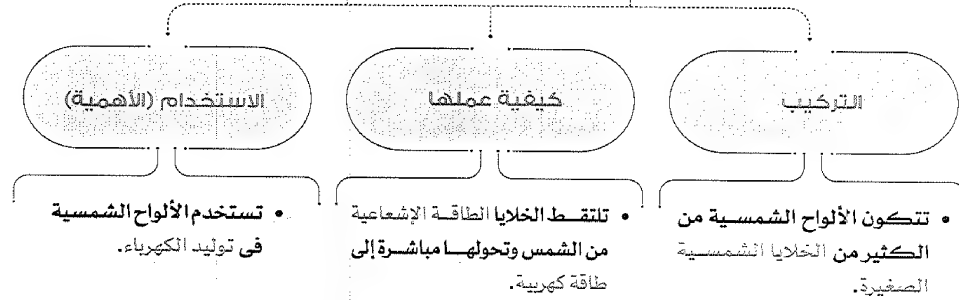 التركيب
كيفية عملها
الاستخدام (الأهمية)
• تتكون الألواح الشمسية من
الكثير من الخلايا الشمسية
الصغيرة.
• تلتقط الخلايا الطاقة الإشعاعية
من الشمس وتحولها مباشرة إلى
طاقة كهربية.
• تستخدم الألواح الشمسية
فى توليد الكهرباء.